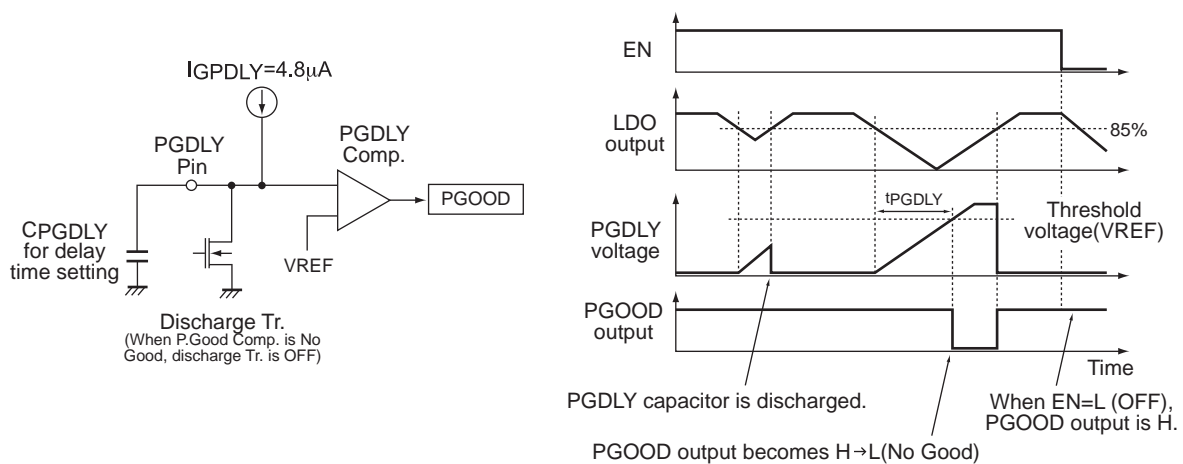 IGPDLY=4.8μA
PGDLY
Pin
PGDLY
Comp.
PGOOD
CPGDLY
for delay
time setting
VREF
Discharge Tr.
(When P.Good Comp. is No
Good, discharge Tr. is OFF)
EN
LDO
output
85%
PGDLY
voltage
tPGDLY
Threshold
voltage(VREF)
PGOOD
output
Time
PGDLY capacitor is discharged.
When EN=L (OFF),
PGOOD output is H.
PGOOD output becomes H→L(No Good)